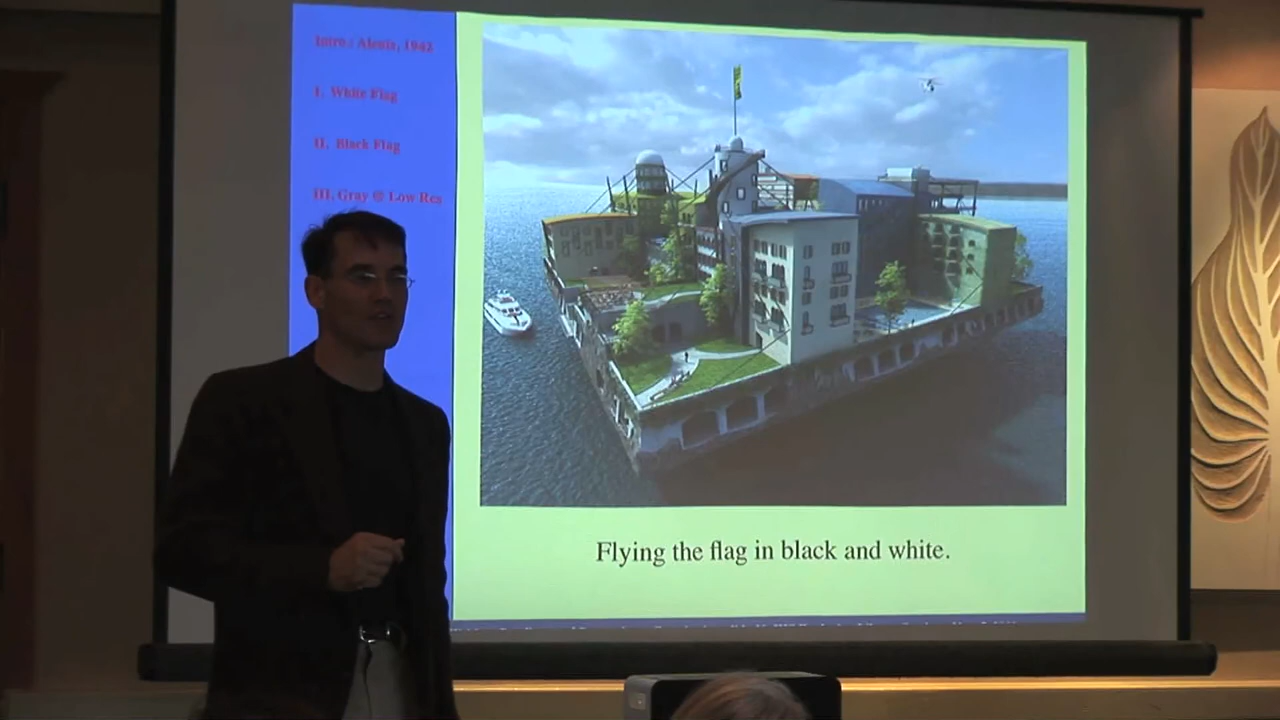 Intro: Alexis, 1942
I. White Flag
II. Black Flag
III. Gray @ Low Res
Flying the flag in black and white.